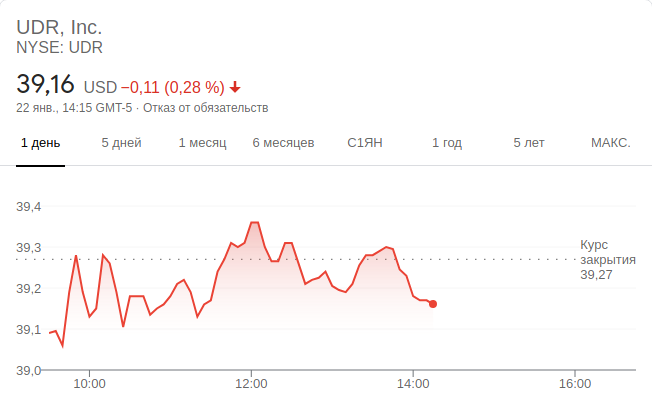 UDR, Inc.
NYSE: UDR
39,16 USD −0,11 (0,28 %)
22 янв., 14:15 GMT-5 · Отказ от обязательств
1 день 5 дней 1 месяц 6 месяцев С1ЯН 1 год 5 лет МАКС.
39,4
39,3
39,2
39,1
39,0
Курс
закрытия
39,27
10:00 12:00 14:00 16:00